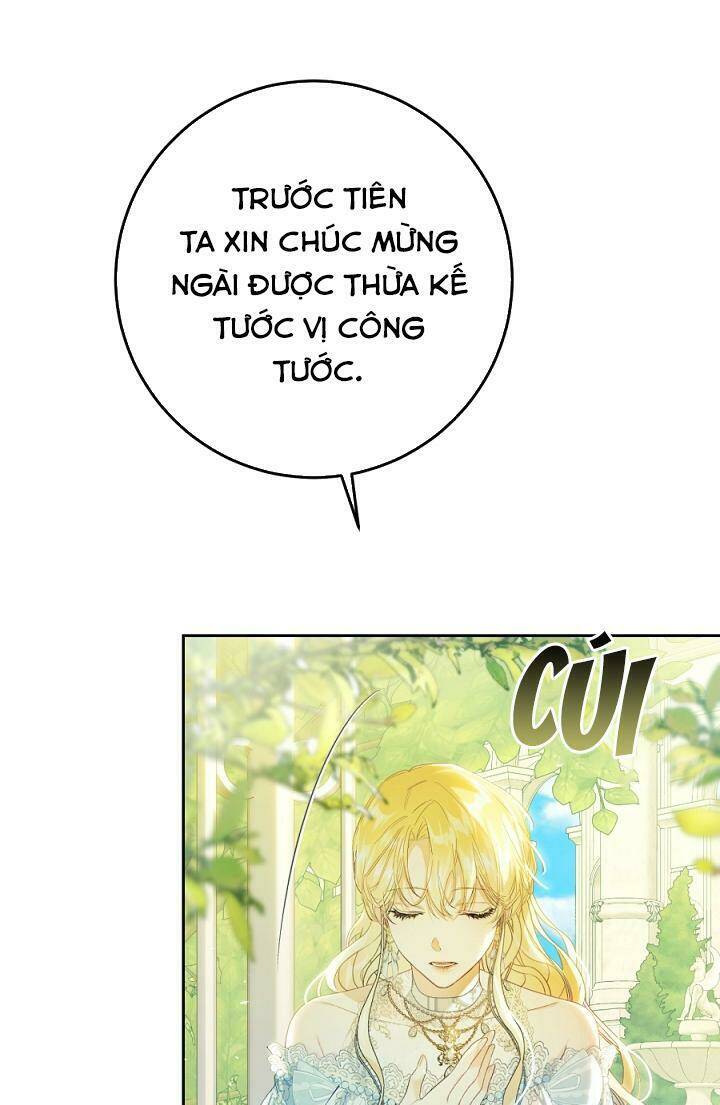 TRƯỚC TIÊN
TA XIN CHÚC MỪNG
NGÀI ĐƯỢC THỪA KẾ
TƯỚC VỊ CÔNG
TƯỚC.
CÚI